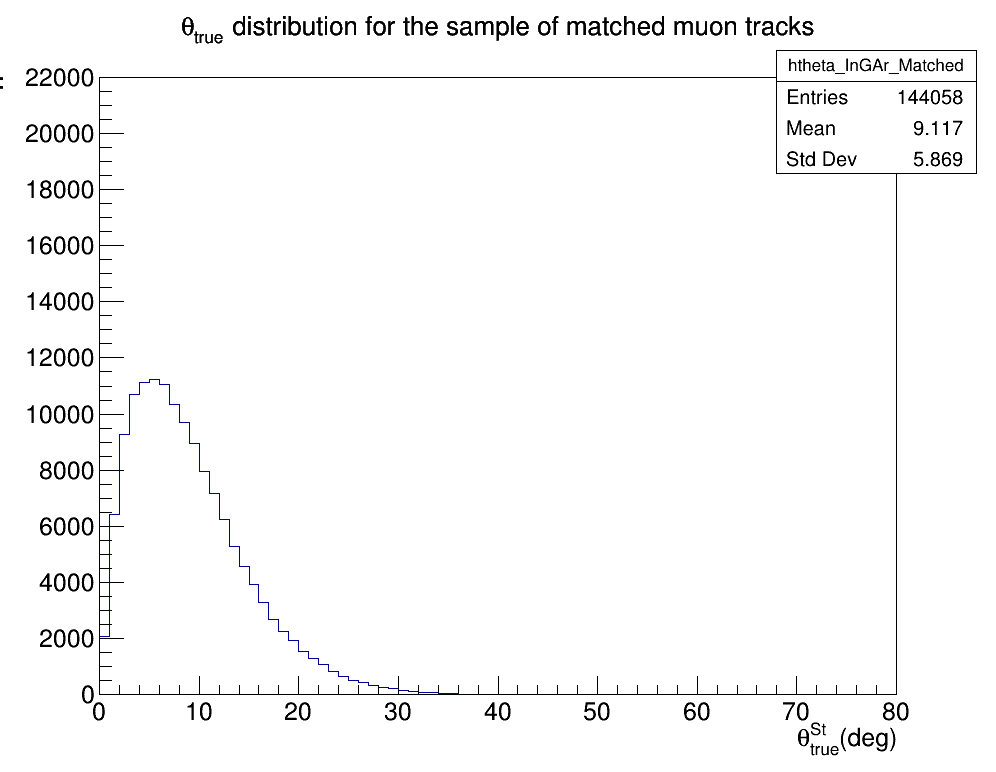 θtrue distribution for the sample of matched muon tracks
htheta_InGAr_Matched
Entries 144058
Mean 9.117
Std Dev 5.869
22000
20000
18000
16000
14000
12000
10000
8000
6000
4000
2000
0
0 10 20 30 40 50 60 70 80
θ^St_true(deg)